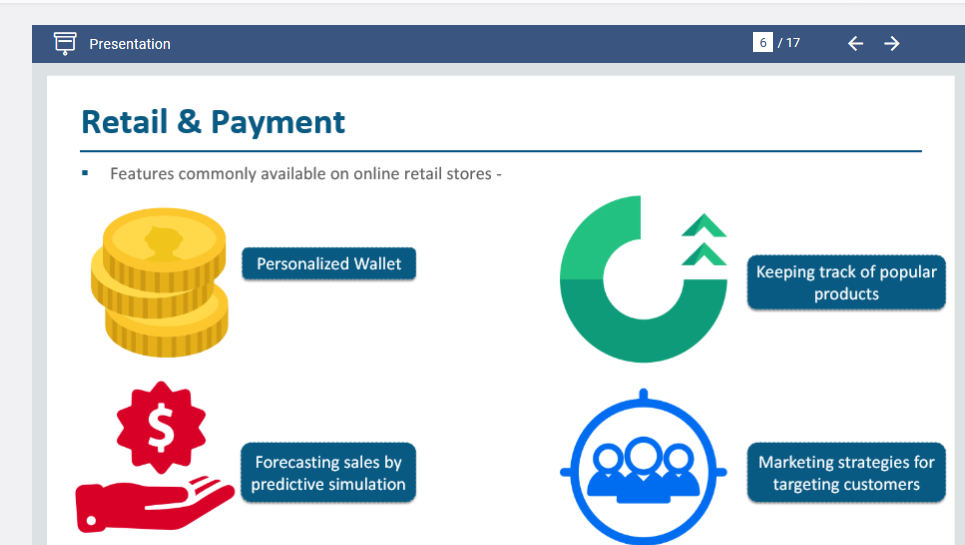 Presentation
6 / 17
Retail & Payment
▪ Features commonly available on online retail stores -
Personalized Wallet
Keeping track of popular
products
$
Forecasting sales by
predictive simulation
Marketing strategies for
targeting customers